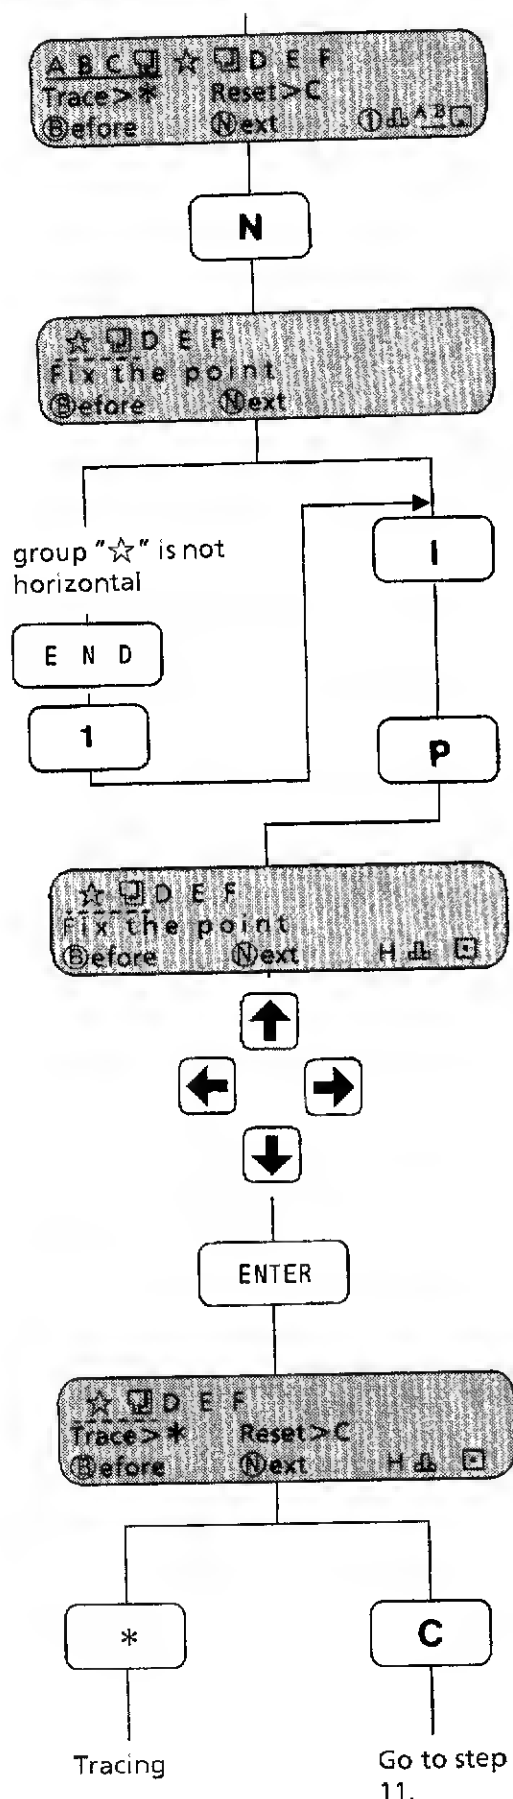 A B C ☆ D E F
Trace>* Reset>C
Ⓑefore Ⓝext ① A B
N
☆ D E F
Fix the point
Ⓑefore Ⓝext
group "☆" is not
horizontal
I
E N D
1
P
☆ D E F
Fix the point
Ⓑefore Ⓝext H
ENTER
☆ D E F
Trace>* Reset>C
Ⓑefore Ⓝext H
*
C
Tracing
Go to step
11.